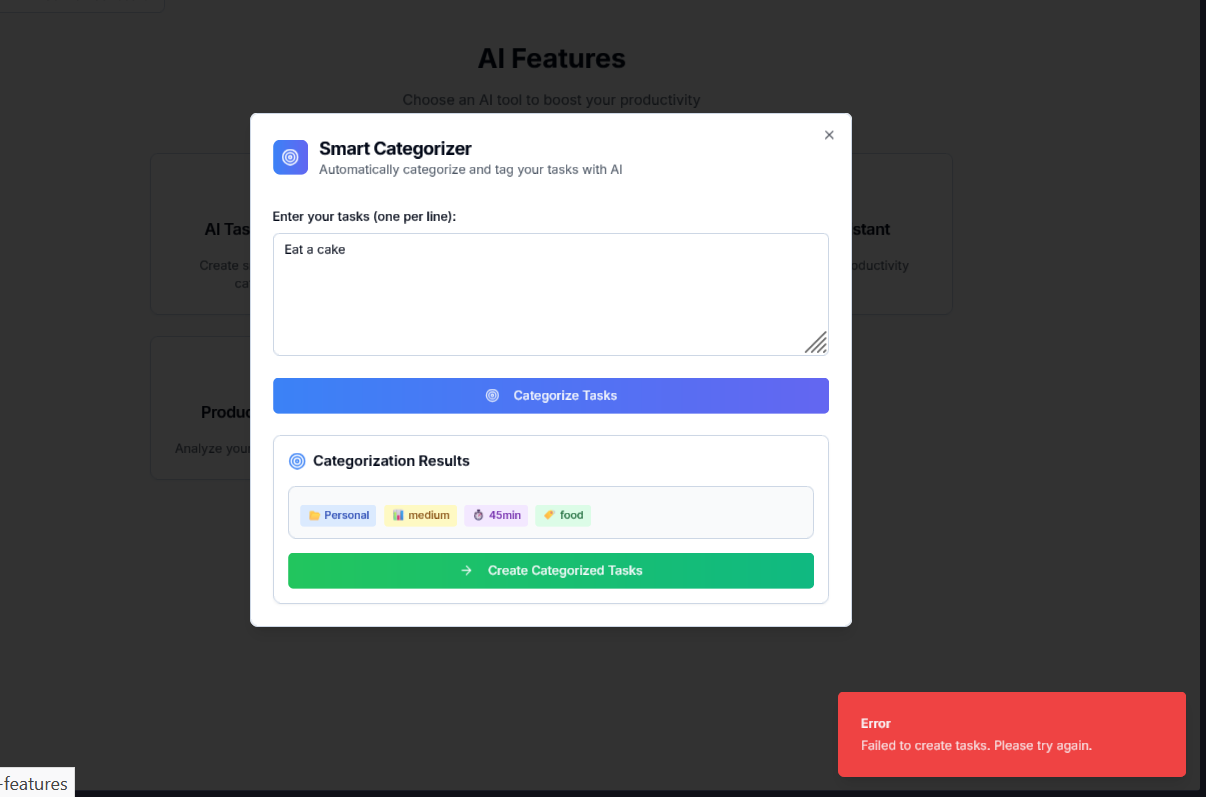 AI Features
Choose an AI tool to boost your productivity
Smart Categorizer
Automatically categorize and tag your tasks with AI
Enter your tasks (one per line):
Eat a cake
AI Tas
stant
Create s
oductivity
ca
Categorize Tasks
Produc
Analyze your
Categorization Results
Personal medium 45min food
Create Categorized Tasks
Error
Failed to create tasks. Please try again.
-features